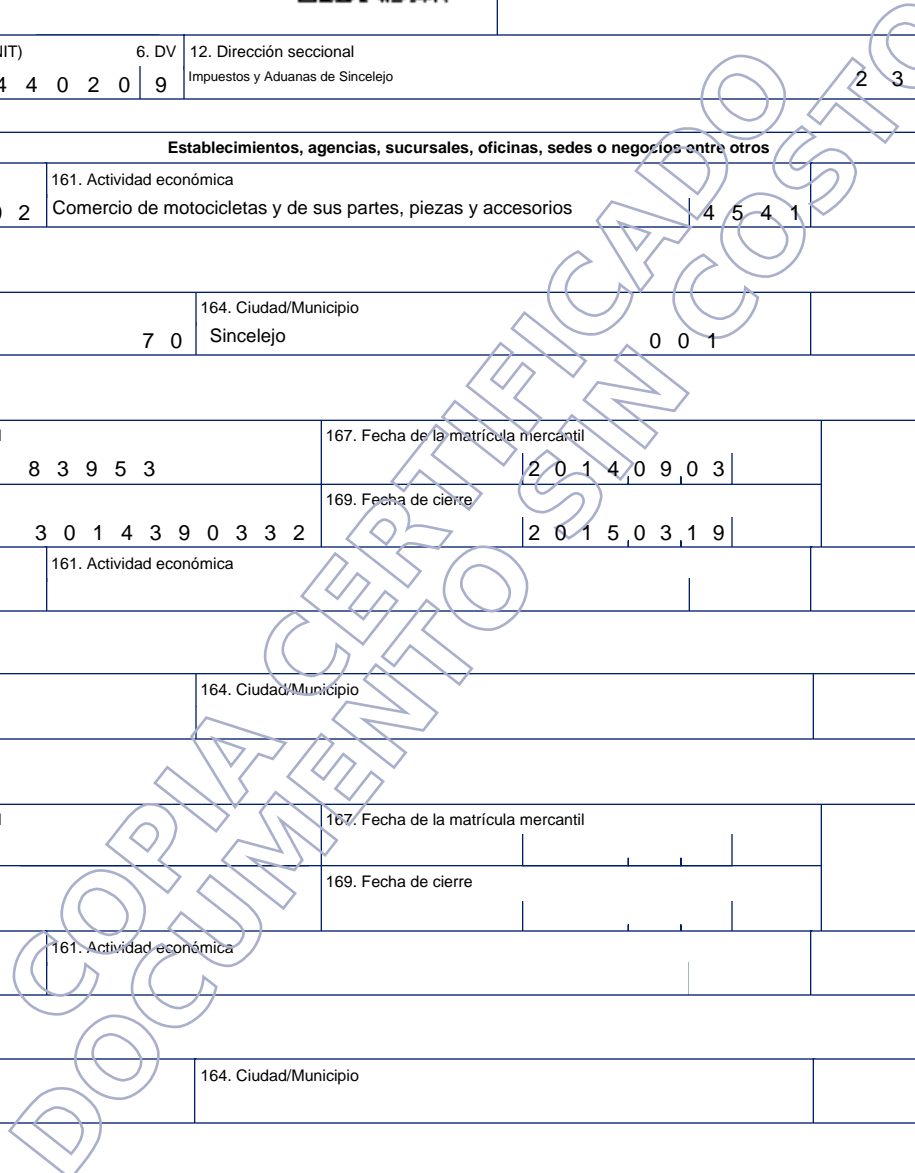 NIT) 6. DV 12. Dirección seccional
4 4 0 2 0 9 Impuestos y Aduanas de Sincelejo 2 3
Establecimientos, agencias, sucursales, oficinas, sedes o negocios entre otros
161. Actividad económica
0 2 Comercio de motocicletas y de sus partes, piezas y accesorios 4 5 4 1
164. Ciudad/Municipio
7 0 Sincelejo 0 0 1
167. Fecha de la matrícula mercantil
8 3 9 5 3 2 0 1 4 0 9 0 3
169. Fecha de cierre
3 0 1 4 3 9 0 3 3 2 2 0 1 5 0 3 1 9
161. Actividad económica
164. Ciudad/Municipio
167. Fecha de la matrícula mercantil
169. Fecha de cierre
161. Actividad económica
164. Ciudad/Municipio
COPIA CERTIFICADO
DOCUMENTO SIN COSTO